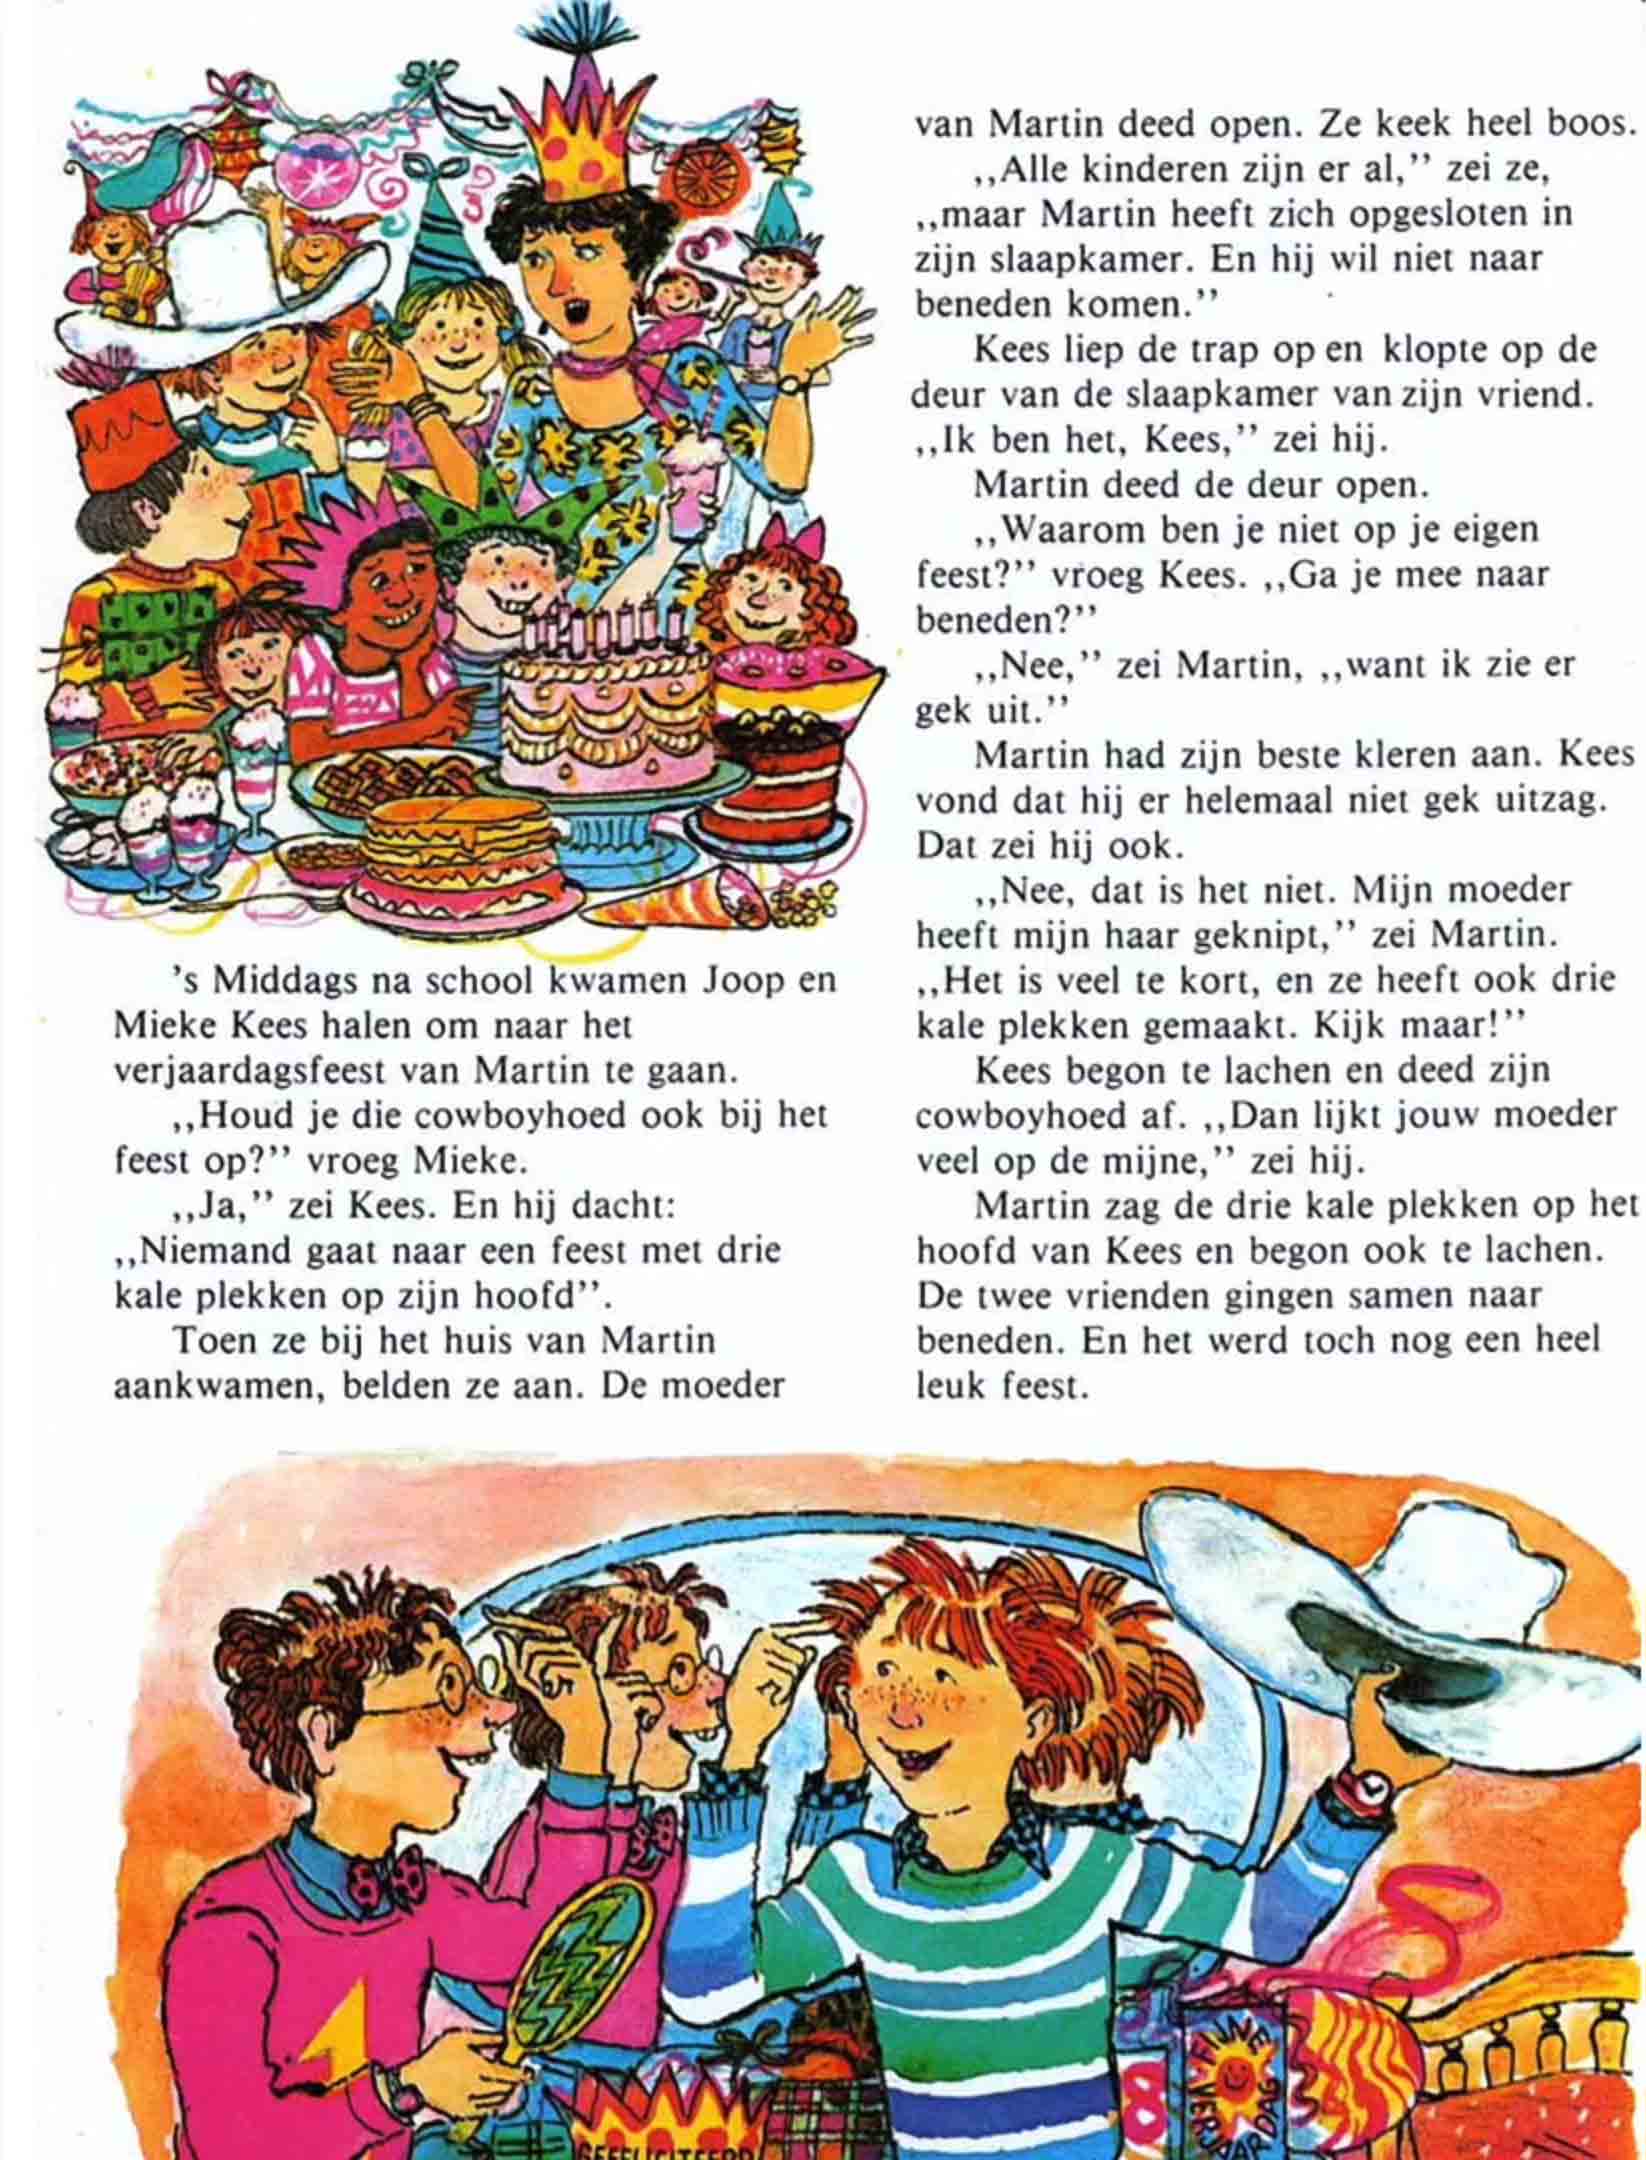 's Middags na school kwamen Joop en
Mieke Kees halen om naar het
verjaardagsfeest van Martin te gaan.
,,Houd je die cowboyhoed ook bij het
feest op?’’ vroeg Mieke.
,,Ja,’’ zei Kees. En hij dacht:
,,Niemand gaat naar een feest met drie
kale plekken op zijn hoofd’’.
Toen ze bij het huis van Martin
aankwamen, belden ze aan. De moeder
van Martin deed open. Ze keek heel boos.
,,Alle kinderen zijn er al,’’ zei ze,
,,maar Martin heeft zich opgesloten in
zijn slaapkamer. En hij wil niet naar
beneden komen.’’
Kees liep de trap op en klopte op de
deur van de slaapkamer van zijn vriend.
,,Ik ben het, Kees,’’ zei hij.
Martin deed de deur open.
,,Waarom ben je niet op je eigen
feest?’’ vroeg Kees. ,,Ga je mee naar
beneden?’’
,,Nee,’’ zei Martin, ,,want ik zie er
gek uit.’’
Martin had zijn beste kleren aan. Kees
vond dat hij er helemaal niet gek uitzag.
Dat zei hij ook.
,,Nee, dat is het niet. Mijn moeder
heeft mijn haar geknipt,’’ zei Martin.
,,Het is veel te kort, en ze heeft ook drie
kale plekken gemaakt. Kijk maar!’’
Kees begon te lachen en deed zijn
cowboyhoed af. ,,Dan lijkt jouw moeder
veel op de mijne,’’ zei hij.
Martin zag de drie kale plekken op het
hoofd van Kees en begon ook te lachen.
De twee vrienden gingen samen naar
beneden. En het werd toch nog een heel
leuk feest.
FIJNE
VERJAARDAG
8
GEFELICITEERD